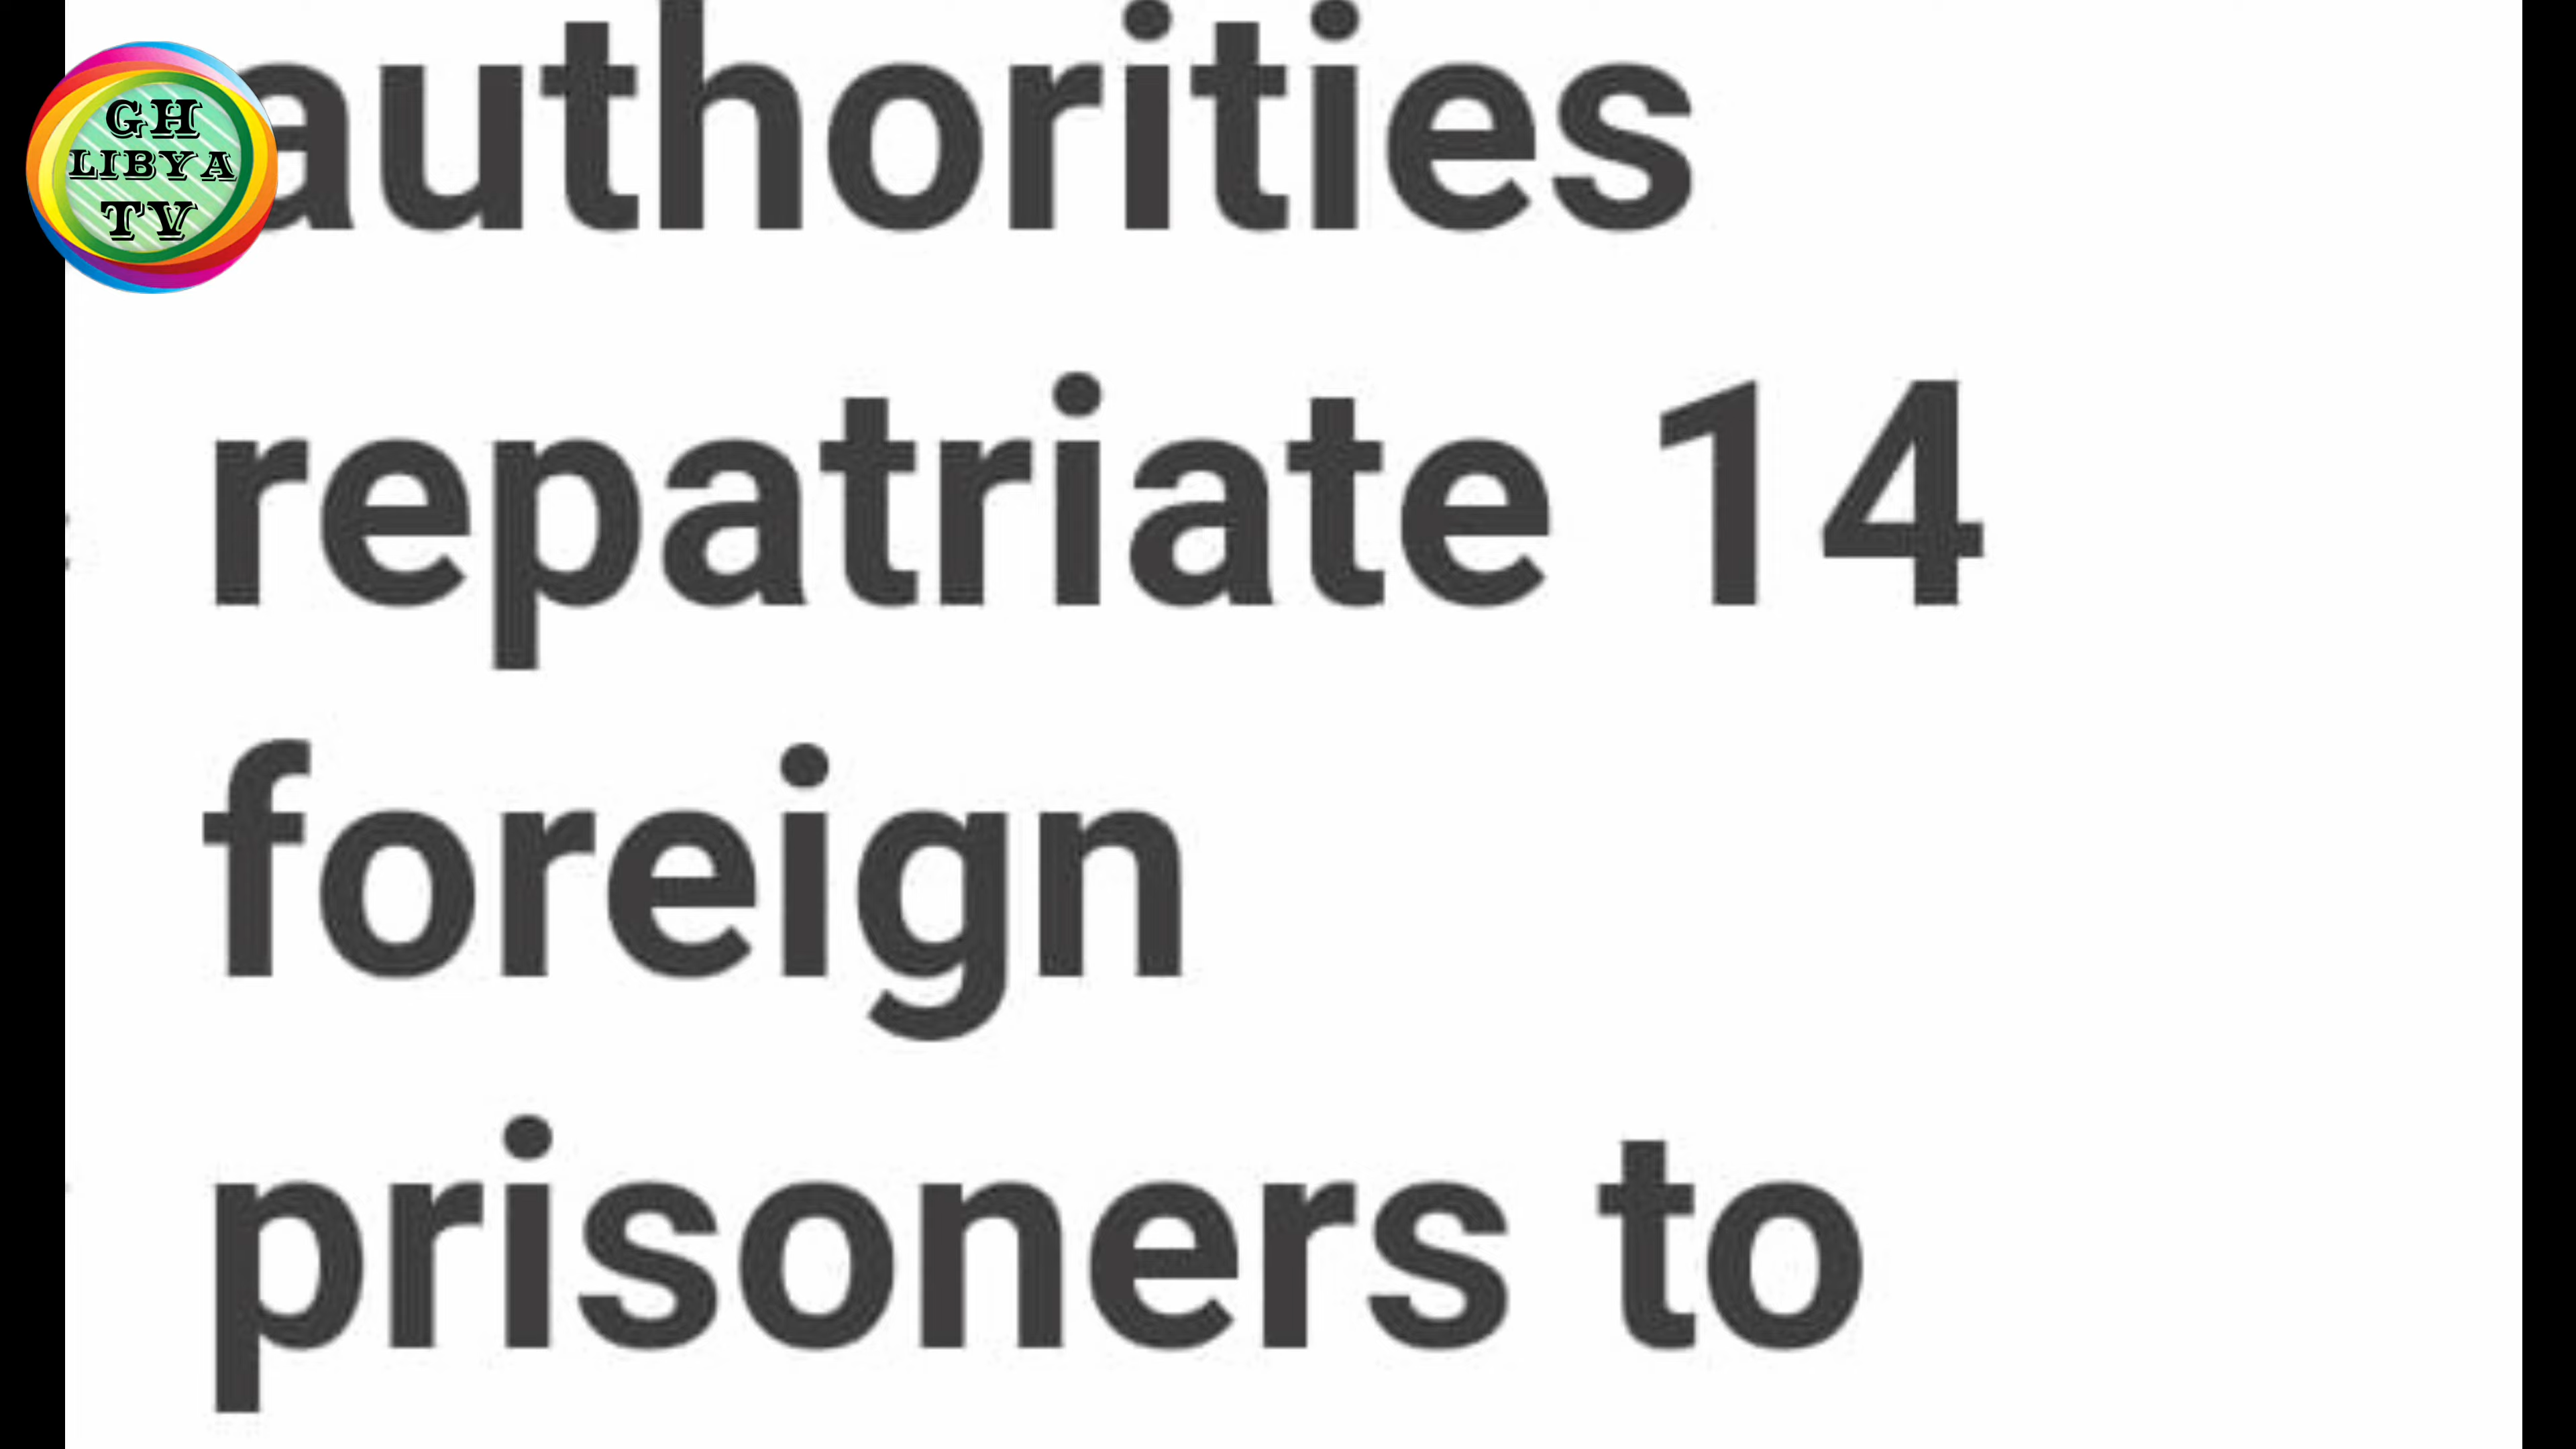 GH
LIBYA
TV
authorities
repatriate 14
foreign
prisoners to